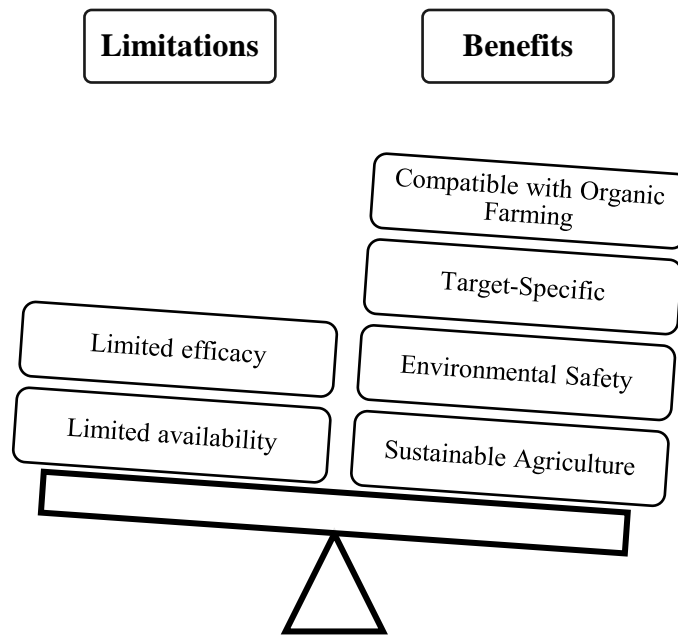 Limitations
Benefits
Compatible with Organic
Farming
Target-Specific
Environmental Safety
Sustainable Agriculture
Limited efficacy
Limited availability